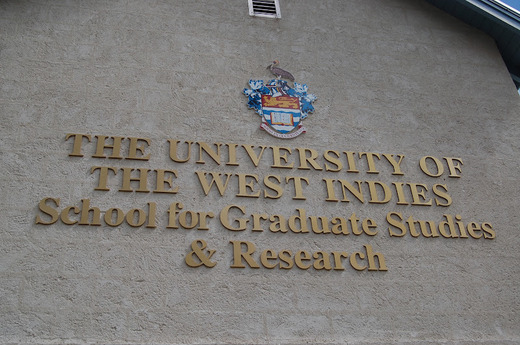 THE UNIVERSITY OF
THE WEST INDIES
School for Graduate Studies
& Research